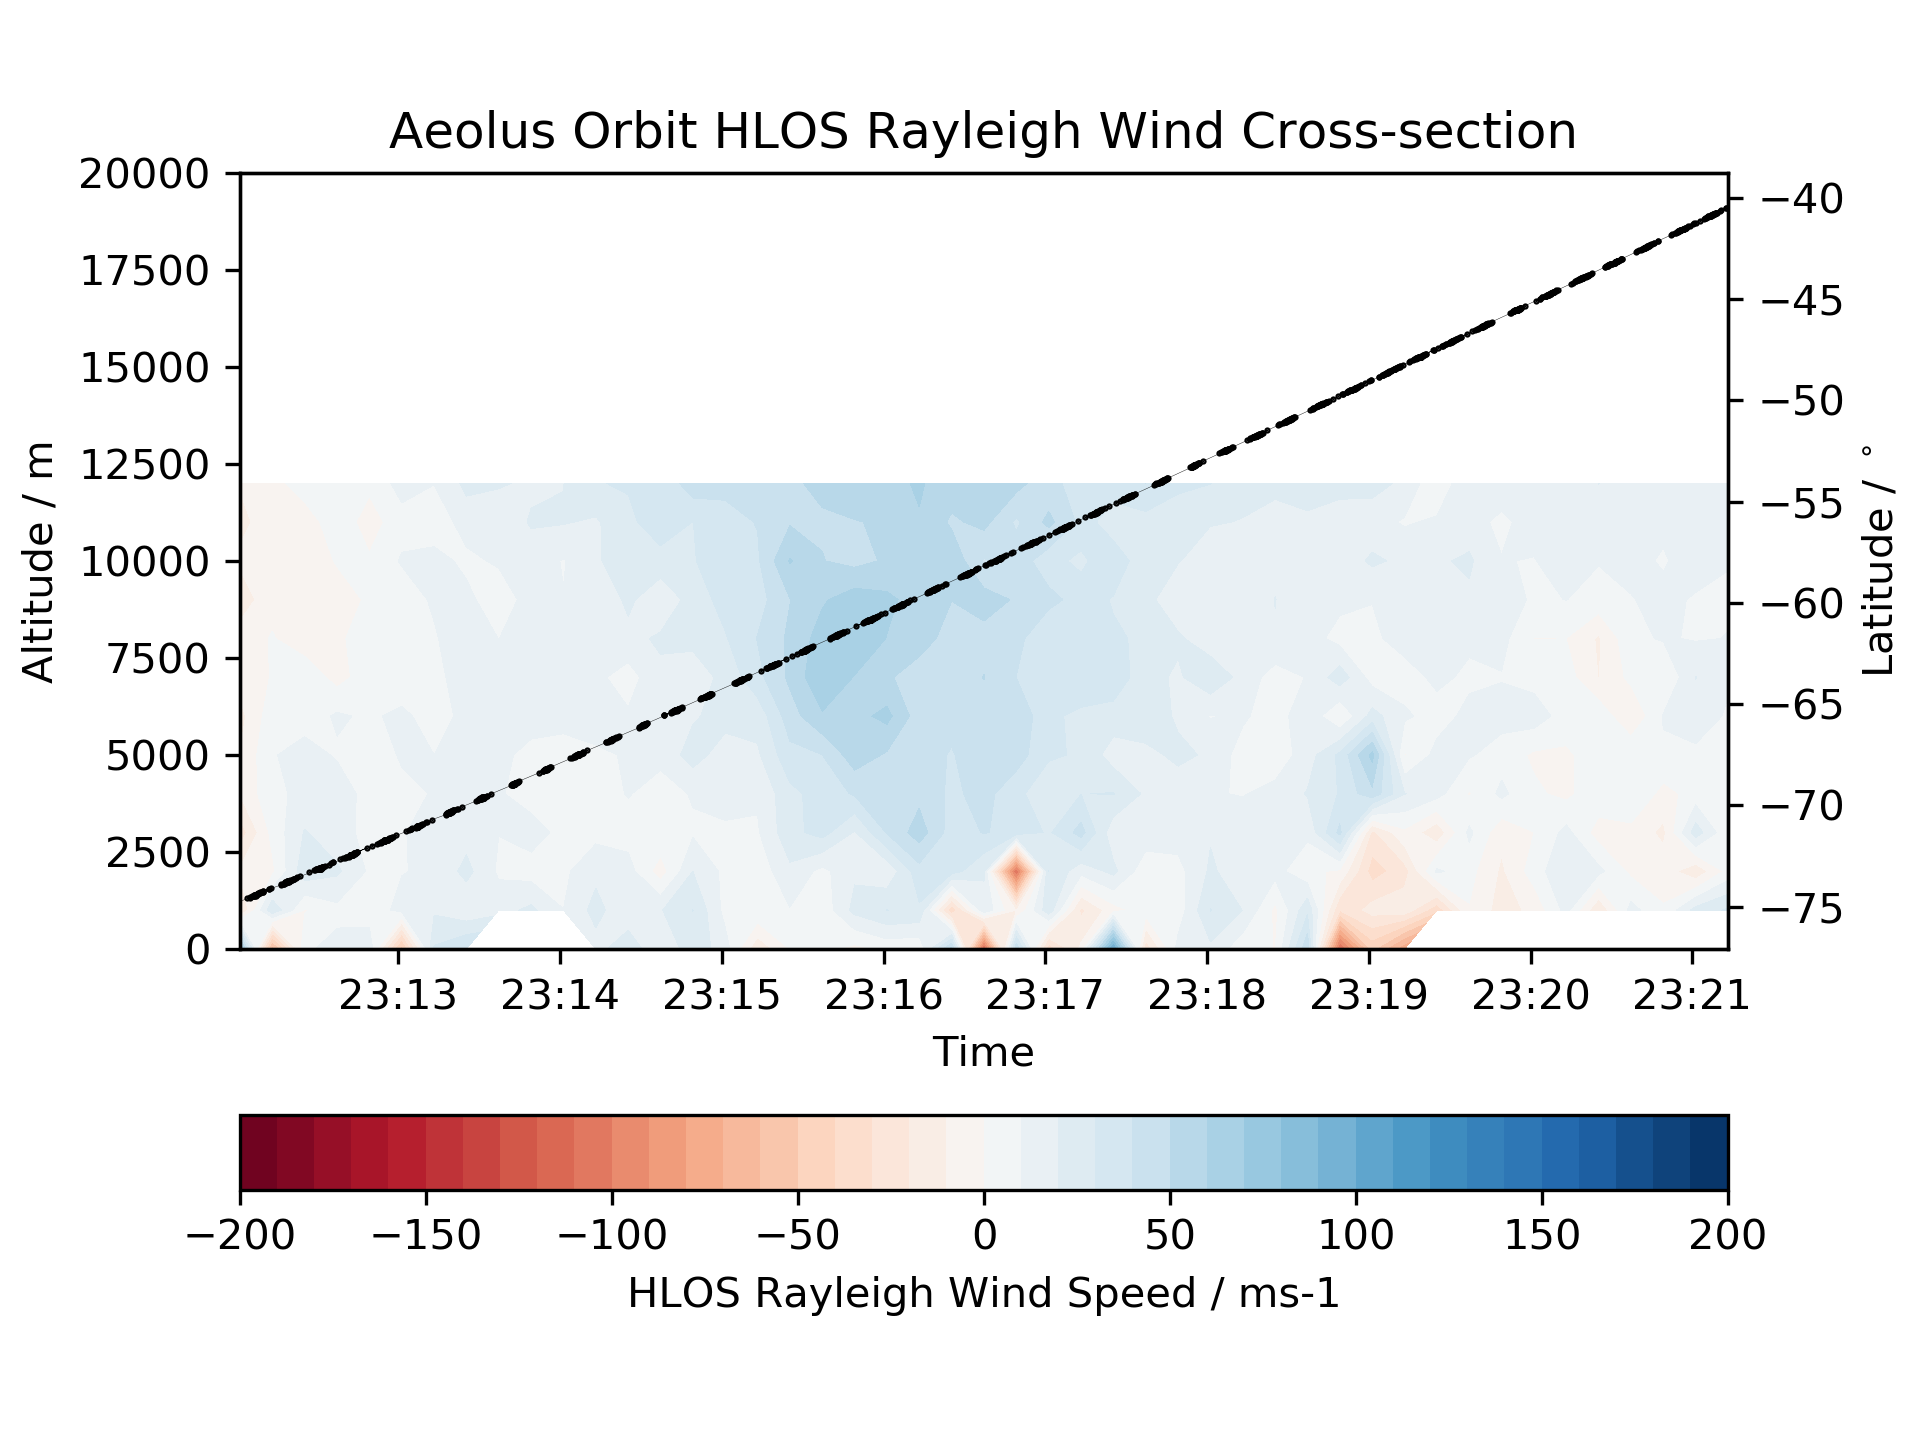 Aeolus Orbit HLOS Rayleigh Wind Cross-section
20000
17500
15000
12500
10000
7500
5000
2500
0
Altitude / m
−40
−45
−50
−55
−60
−65
−70
−75
Latitude / °
23:13 23:14 23:15 23:16 23:17 23:18 23:19 23:20 23:21
Time
−200 −150 −100 −50 0 50 100 150 200
HLOS Rayleigh Wind Speed / ms-1